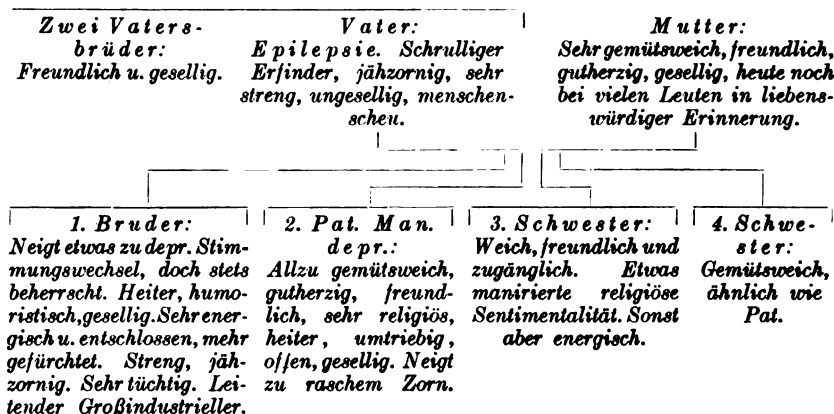 Zwei Vaters-
brüder:
Freundlich u. gesellig.
Vater:
Epilepsie. Schrulliger
Erfinder, jähzornig, sehr
streng, ungesellig, menschen-
scheu.
Mutter:
Sehr gemütsweich, freundlich,
gutherzig, gesellig, heute noch
bei vielen Leuten in liebens-
würdiger Erinnerung.
1. Bruder:
Neigt etwas zu depr. Stim-
mungswechsel, doch stets
beherrscht. Heiter, humo-
ristisch, gesellig. Sehr ener-
gisch u. entschlossen, mehr
gefürchtet. Streng, jäh-
zornig. Sehr tüchtig. Lei-
tender Großindustrieller.
2. Pat. Man.
depr.:
Allzu gemütsweich,
gutherzig, freund-
lich, sehr religiös,
heiter, umtriebig,
offen, gesellig. Neigt
zu raschem Zorn.
3. Schwester:
Weich, freundlich und
zugänglich. Etwas
manirierte religiöse
Sentimentalität. Sonst
aber energisch.
4. Schwe-
ster:
Gemütsweich,
ähnlich wie
Pat.